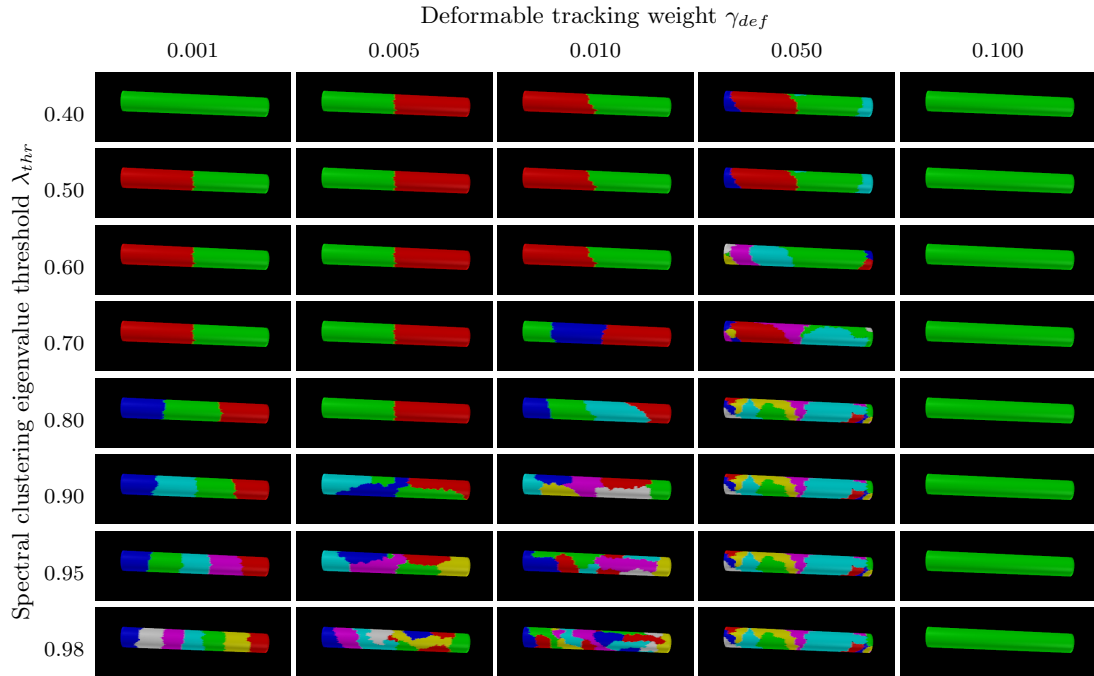 Deformable tracking weight γ_def
0.001 0.005 0.010 0.050 0.100
Spectral clustering eigenvalue threshold λ_thr
0.40
0.50
0.60
0.70
0.80
0.90
0.95
0.98